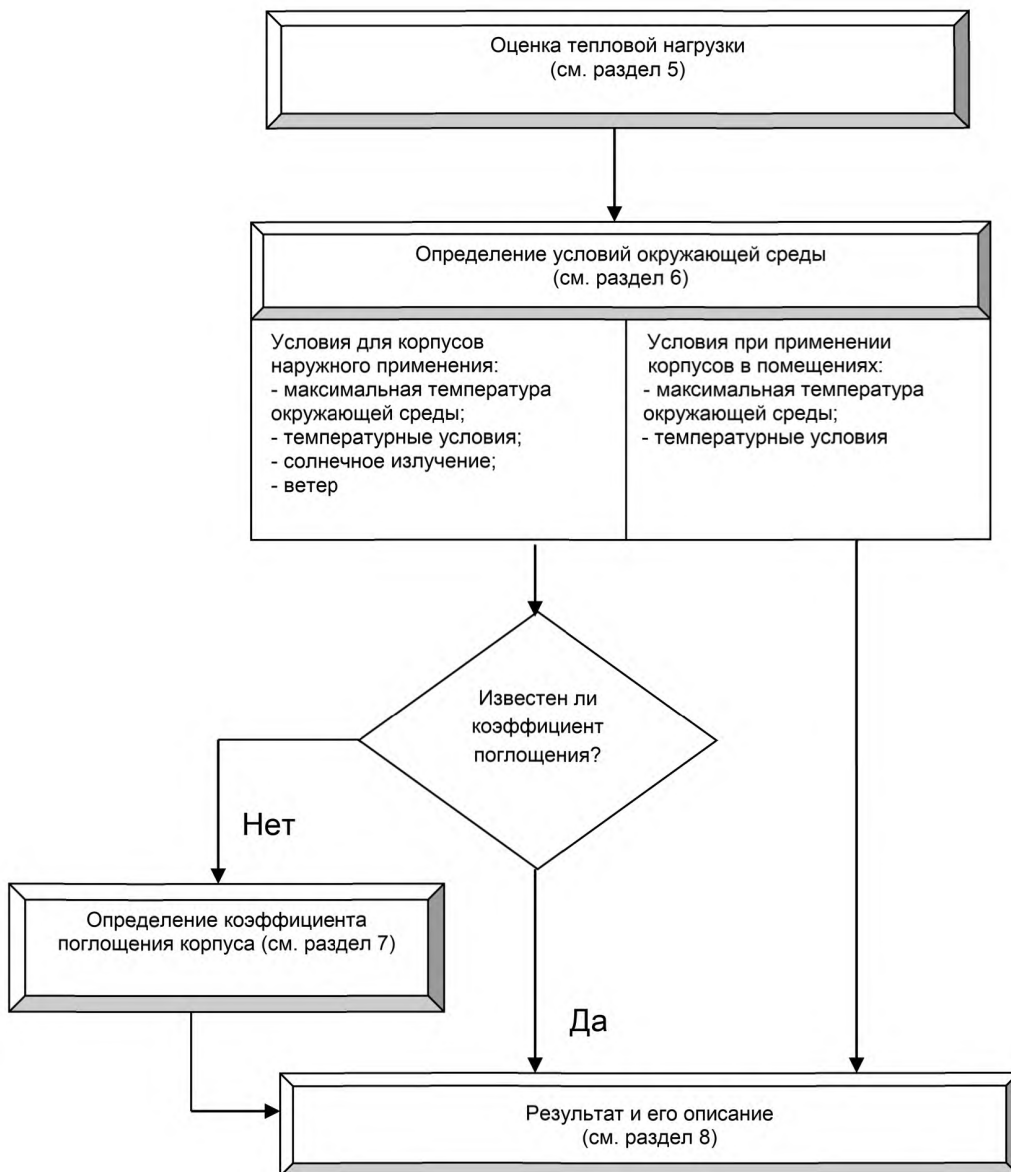 Оценка тепловой нагрузки
(см. раздел 5)
Определение условий окружающей среды
(см. раздел 6)
Условия для корпусов
наружного применения:
- максимальная температура
окружающей среды;
- температурные условия;
- солнечное излучение;
- ветер
Условия при применении
корпусов в помещениях:
- максимальная температура
окружающей среды;
- температурные условия
Известен ли
коэффициент
поглощения?
Нет
Определение коэффициента
поглощения корпуса (см. раздел 7)
Да
Результат и его описание
(см. раздел 8)